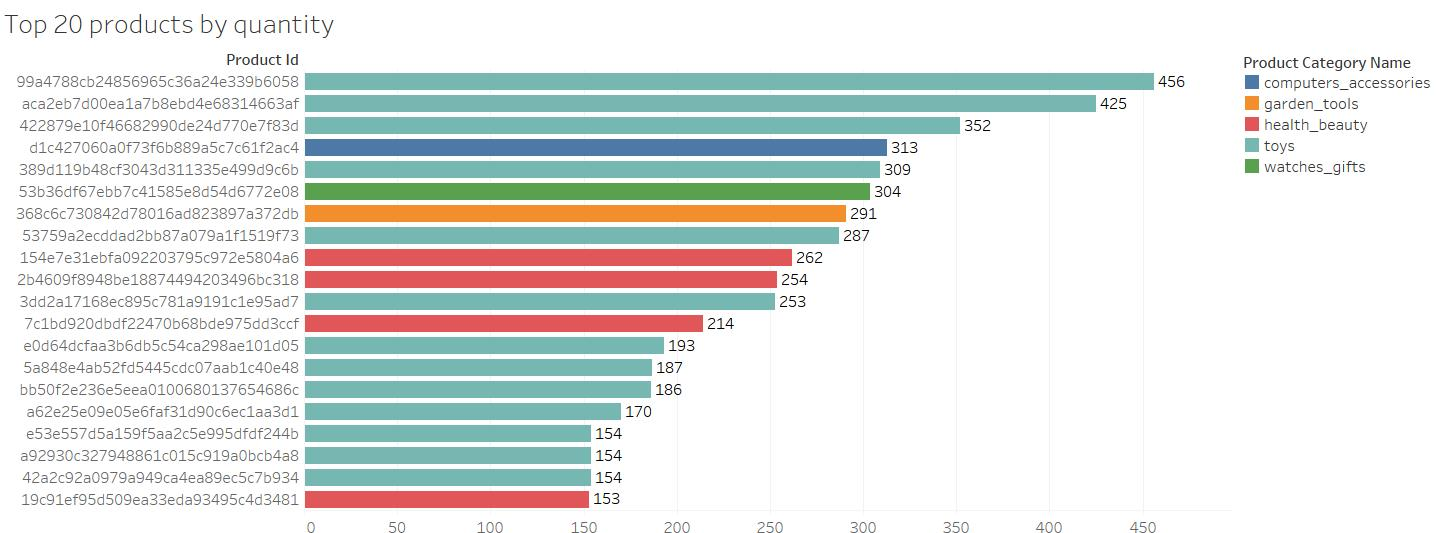 Top 20 products by quantity
Product Id
99a4788cb24856965c36a24e339b6058 456
aca2eb7d00ea1a7b8ebd4e68314663af 425
422879e10f46682990de24d770e7f83d 352
d1c427060a0f73f6b889a5c7c61f2ac4 313
389d119b48cf3043d311335e499d9c6b 309
53b36df67ebb7c41585e8d54d6772e08 304
368c6c730842d78016ad823897a372db 291
53759a2ecddad2bb87a079a1f1519f73 287
154e7e31ebfa092203795c972e5804a6 262
2b4609f8948be18874494203496bc318 254
3dd2a17168ec895c781a9191c1e95ad7 253
7c1bd920dbdf22470b68bde975dd3ccf 214
e0d64dcfaa3b6db5c54ca298ae101d05 193
5a848e4ab52fd5445cdc07aab1c40e48 187
bb50f2e236e5eea0100680137654686c 186
a62e25e09e05e6faf31d90c6ec1aa3d1 170
e53e557d5a159f5aa2c5e995dfdf244b 154
a92930c327948861c015c919a0bcb4a8 154
42a2c92a0979a949ca4ea89ec5c7b934 154
19c91ef95d509ea33eda93495c4d3481 153
0 50 100 150 200 250 300 350 400 450
Product Category Name
computers_accessories
garden_tools
health_beauty
toys
watches_gifts